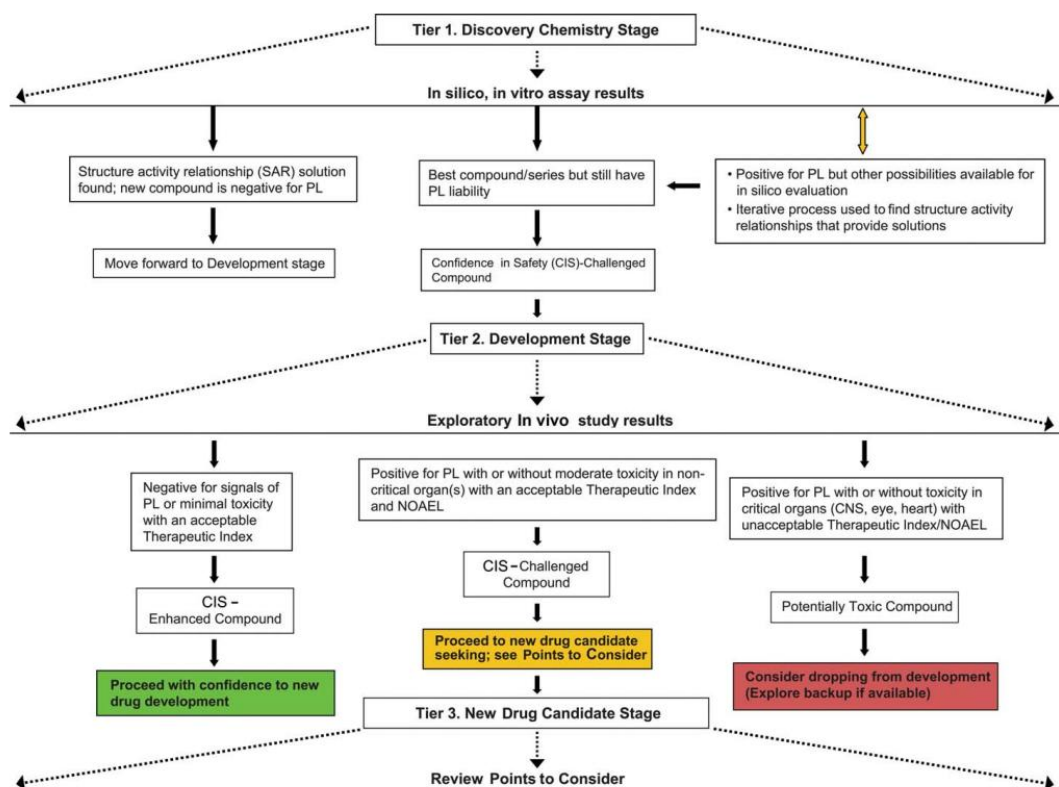 Tier 1. Discovery Chemistry Stage
In silico, in vitro assay results
Structure activity relationship (SAR) solution
found; new compound is negative for PL
Move forward to Development stage
Best compound/series but still have
PL liability
Confidence in Safety (CIS)-Challenged
Compound
• Positive for PL but other possibilities available for
in silico evaluation
• Iterative process used to find structure activity
relationships that provide solutions
Tier 2. Development Stage
Exploratory In vivo study results
Negative for signals of
PL or minimal toxicity
with an acceptable
Therapeutic Index
CIS –
Enhanced Compound
Proceed with confidence to new
drug development
Positive for PL with or without moderate toxicity in non-
critical organ(s) with an acceptable Therapeutic Index
and NOAEL
CIS –Challenged
Compound
Proceed to new drug candidate
seeking; see Points to Consider
Positive for PL with or without toxicity in
critical organs (CNS, eye, heart) with
unacceptable Therapeutic Index/NOAEL
Potentially Toxic Compound
Consider dropping from development
(Explore backup if available)
Tier 3. New Drug Candidate Stage
Review Points to Consider